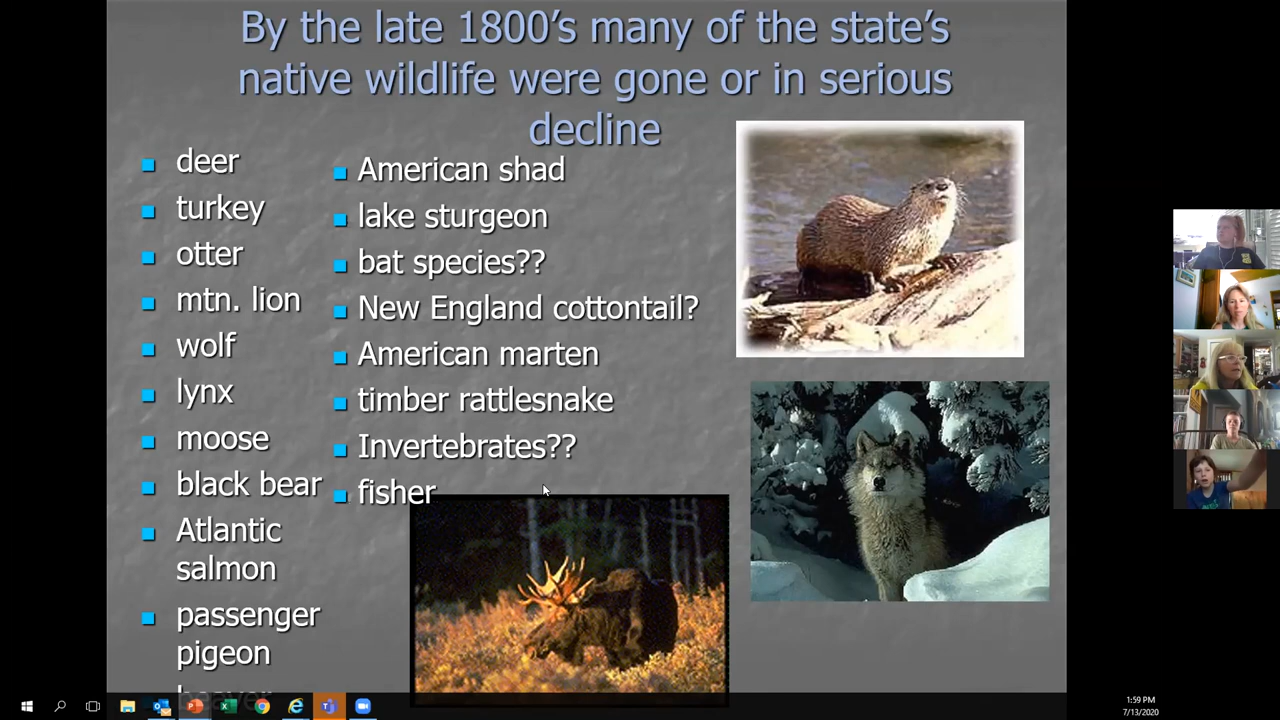 By the late 1800's many of the state's
native wildlife were gone or in serious
decline
deer
turkey
otter
mtn. lion
wolf
lynx
moose
black bear
Atlantic
salmon
passenger
pigeon
beaver
American shad
lake sturgeon
bat species??
New England cottontail?
American marten
timber rattlesnake
Invertebrates??
fisher
1:59 PM
7/13/2020